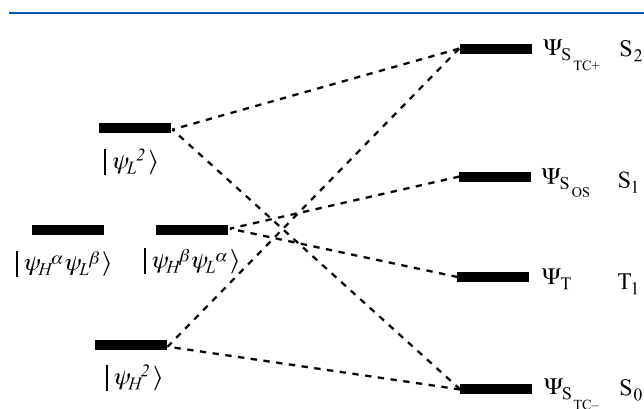 Ψ_{S_{TC+}} S₂
|ψ_L²⟩
Ψ_{S_{OS}} S₁
|ψ_H^α ψ_L^β⟩ |ψ_H^β ψ_L^α⟩
Ψ_T T₁
|ψ_H²⟩
Ψ_{S_{TC−}} S₀